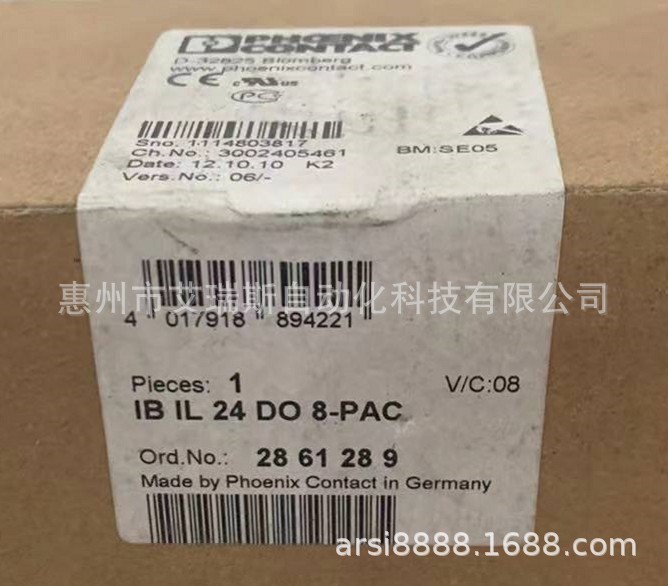 PHOENIX
CONTACT
D-32825 Blomberg
www.phoenixcontact.com
CE c UL us
PC
Sno. 1114803817
Ch.No.: 3002405461
BM:SE05
Date: 12.10.10 K2
Vers.No.: 06/-
惠州市艾瑞斯自动化科技有限公司
4 017918 894221
Pieces: 1
V/C:08
IB IL 24 DO 8-PAC
Ord.No.: 28 61 28 9
Made by Phoenix Contact in Germany
arsi8888.1688.com